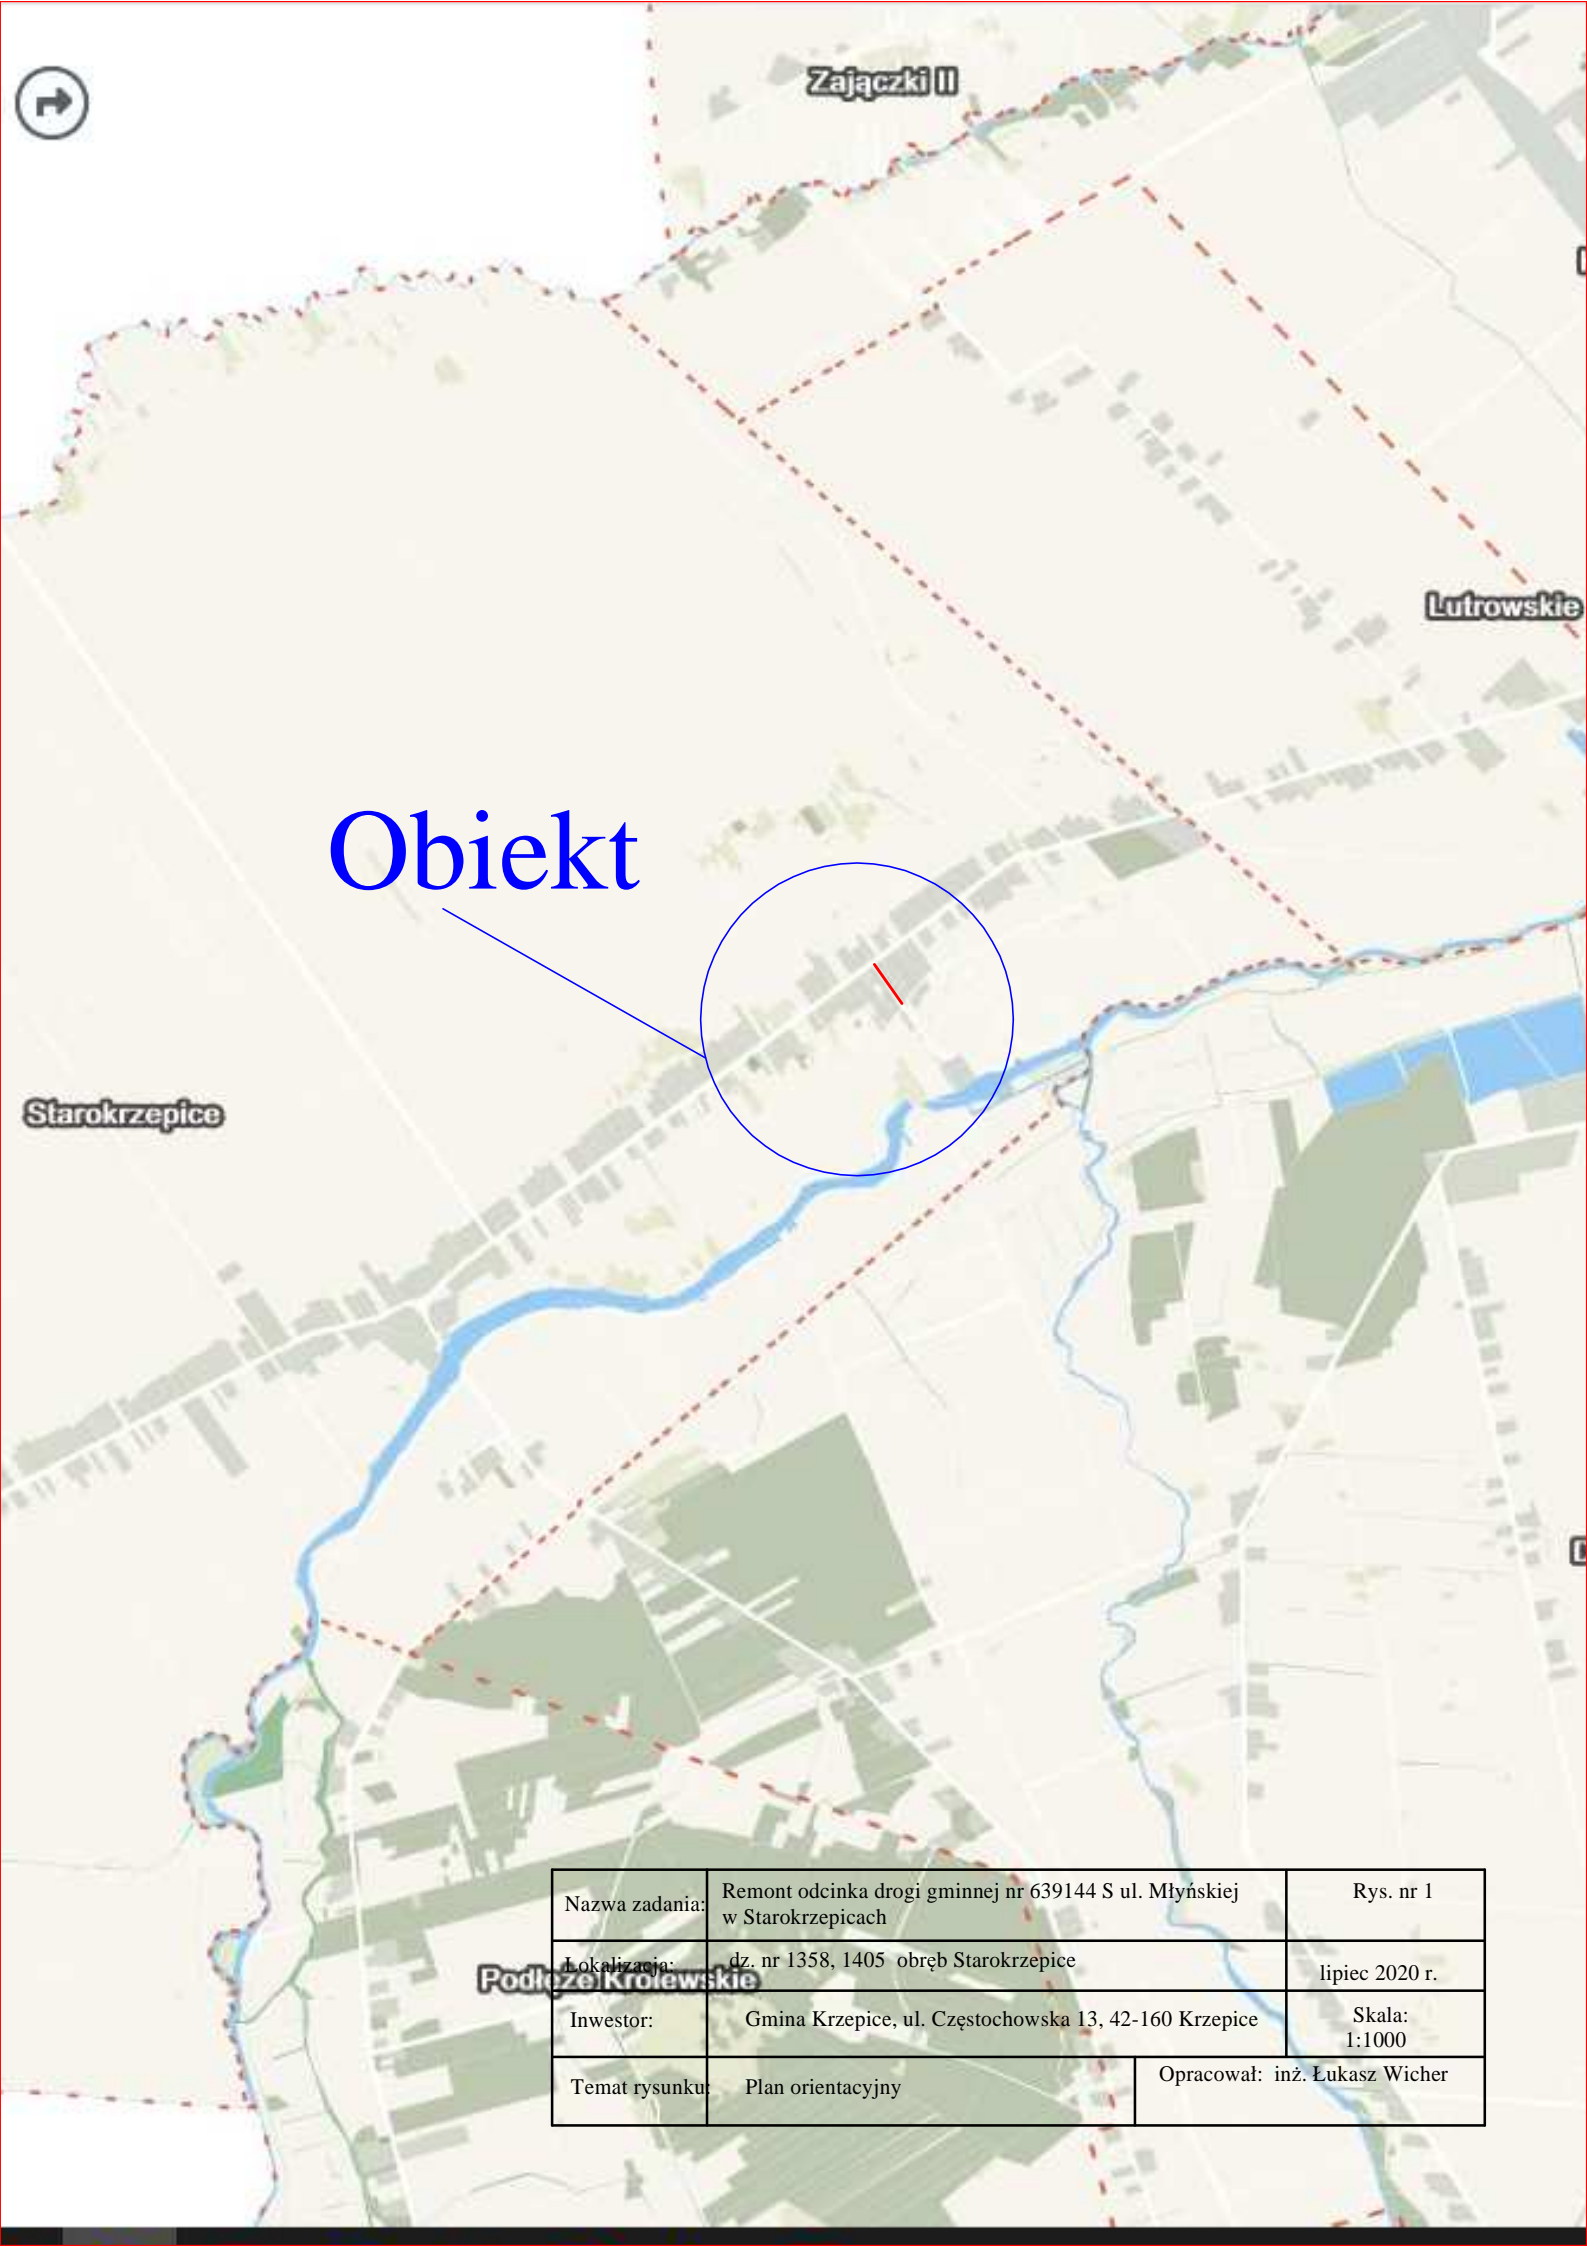 Zajączki II
Lutrowskie
Obiekt
Starokrzepice
Nazwa zadania:
Remont odcinka drogi gminnej nr 639144 S ul. Młyńskiej
w Starokrzepicach
Rys. nr 1
Lokalizacja:
dz. nr 1358, 1405 obręb Starokrzepice
lipiec 2020 r.
Podłęże Królewskie
Inwestor:
Gmina Krzepice, ul. Częstochowska 13, 42-160 Krzepice
Skala:
1:1000
Temat rysunku:
Plan orientacyjny
Opracował: inż. Łukasz Wicher